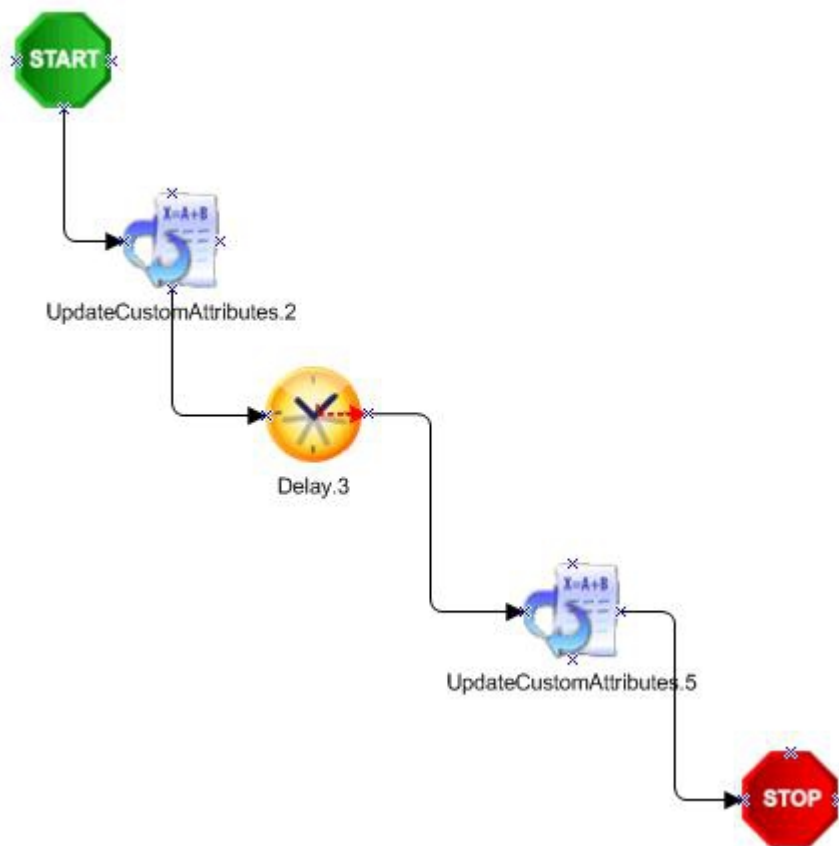 START
X=A+B
UpdateCustomAttributes.2
Delay.3
X=A+B
UpdateCustomAttributes.5
STOP